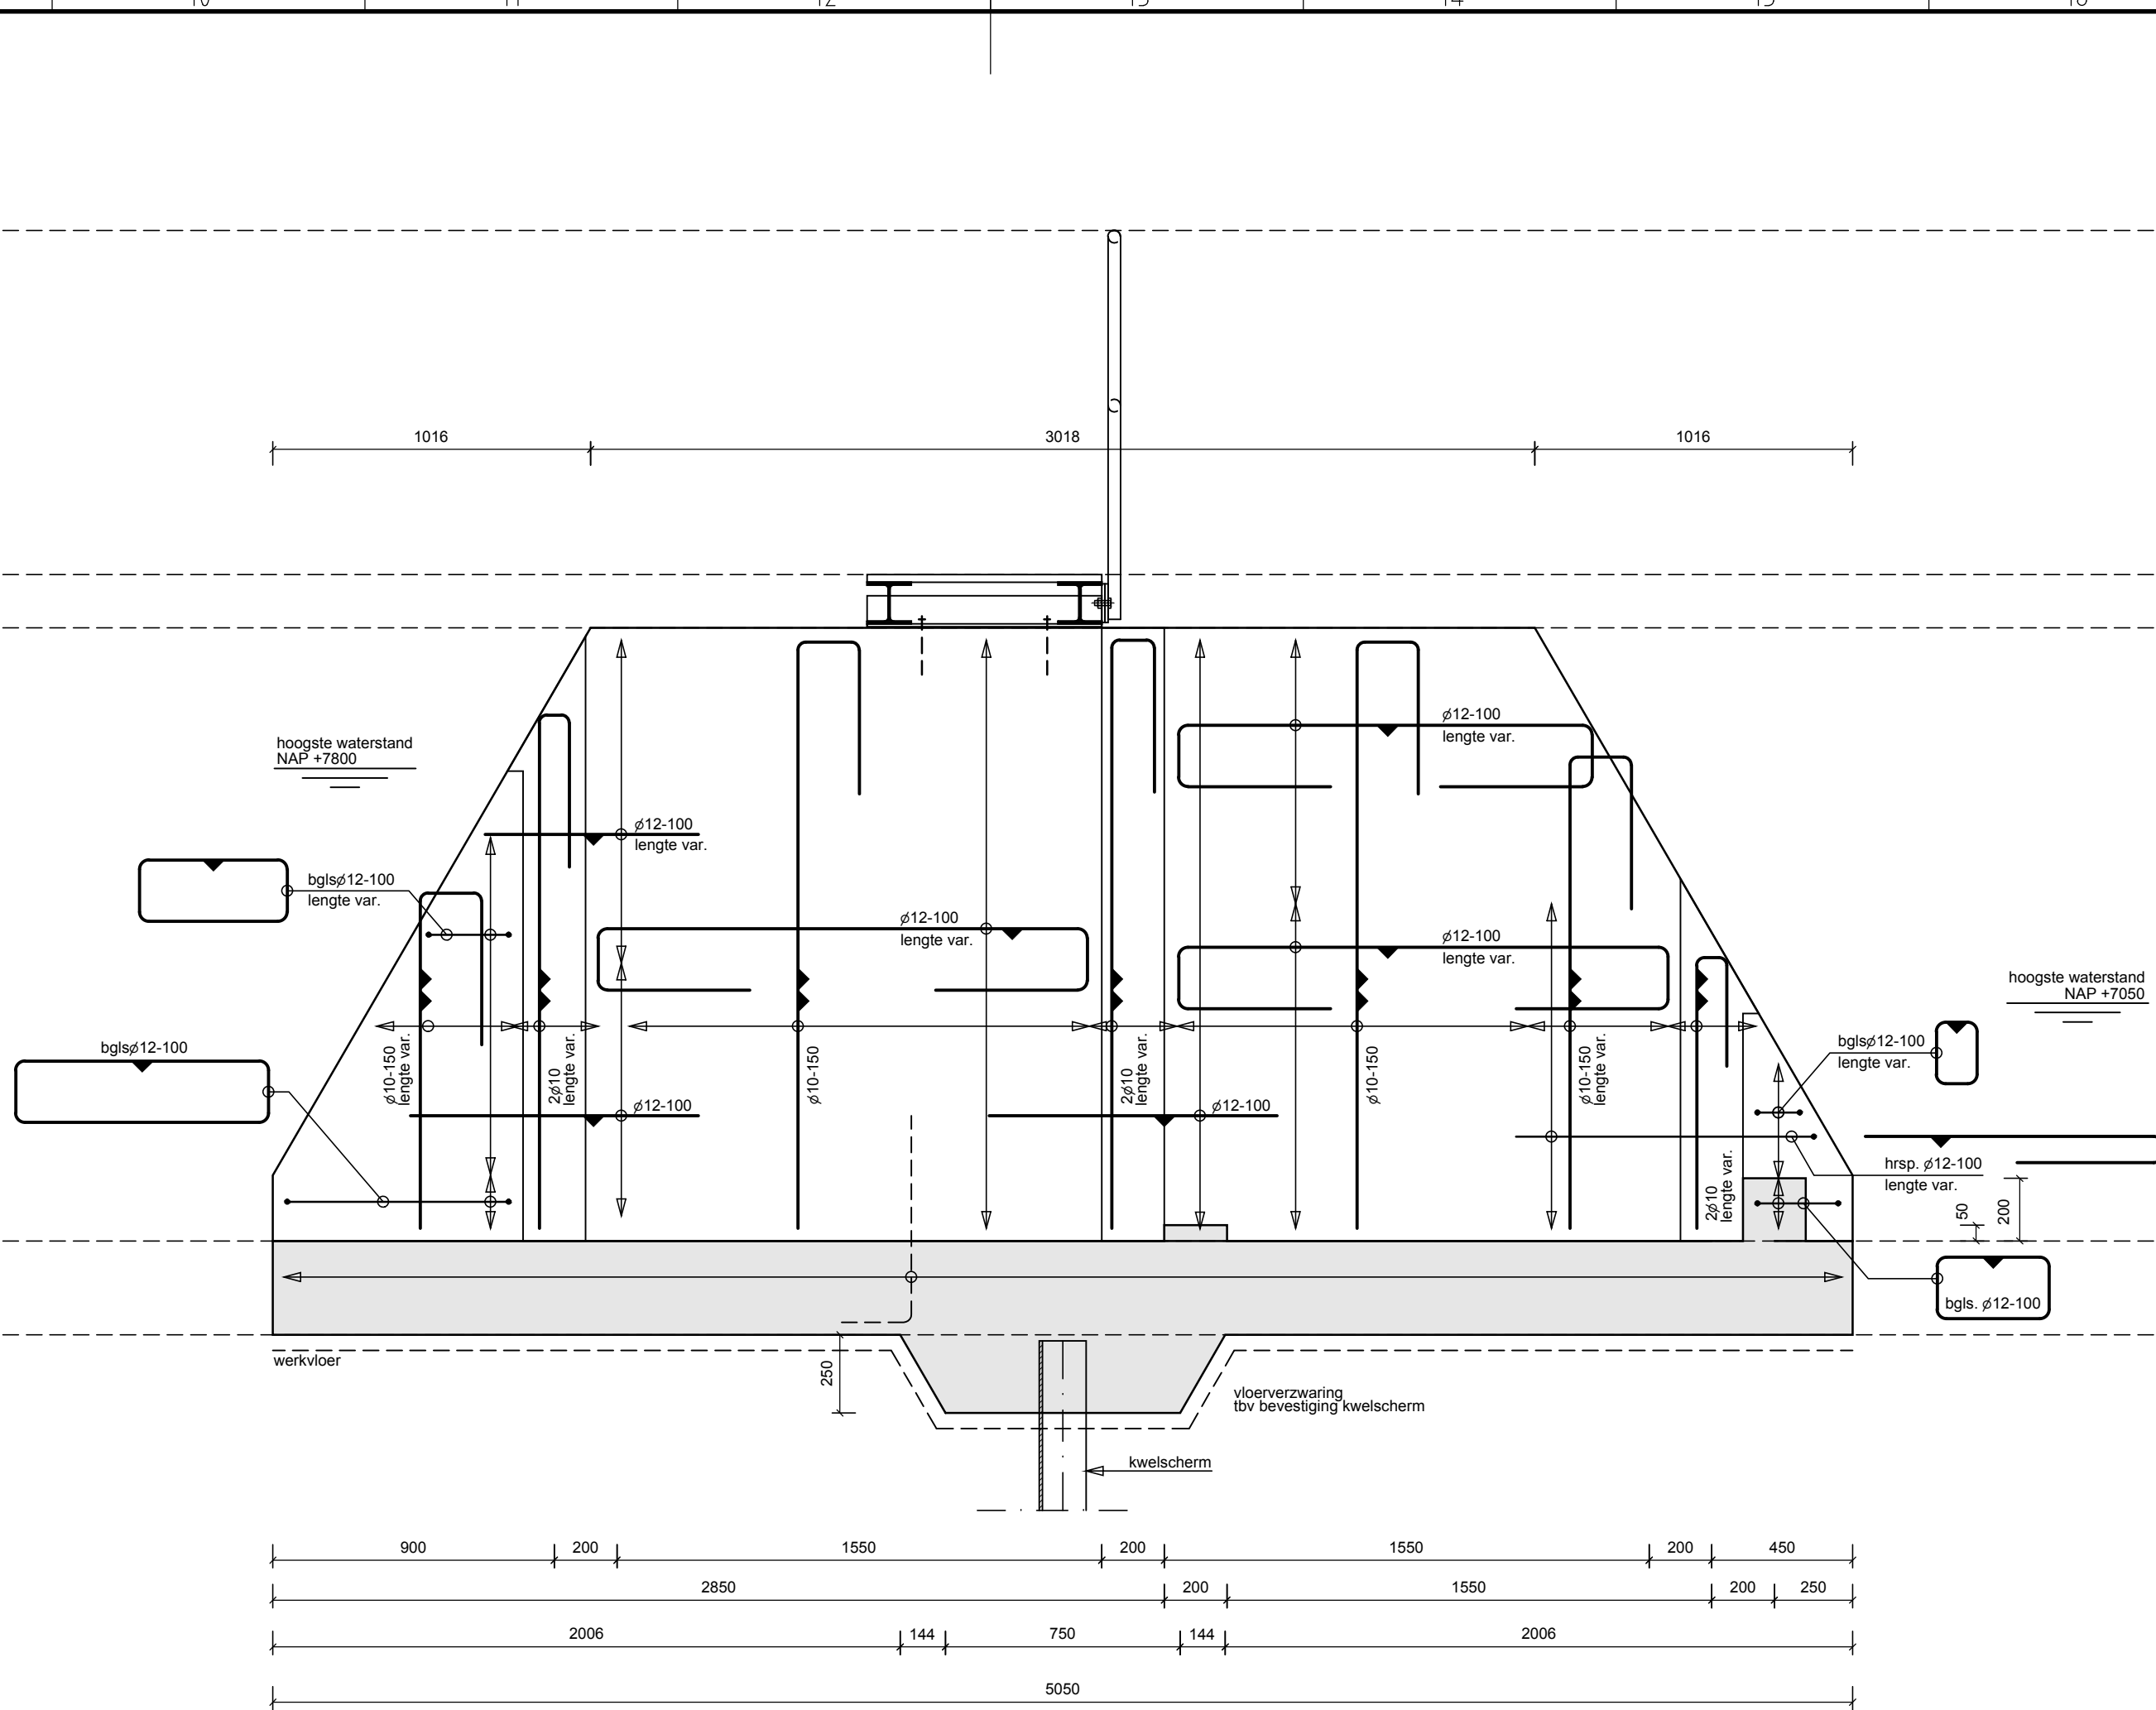 1016
3018
1016
hoogste waterstand
NAP +7800
ø12-100
lengte var.
ø12-100
lengte var.
bglsø12-100
lengte var.
ø12-100
lengte var.
ø12-100
lengte var.
hoogste waterstand
NAP +7050
bglsø12-100
ø10-150
lengte var.
2ø10
lengte var.
ø10-150
2ø10
lengte var.
ø10-150
ø10-150
lengte var.
bglsø12-100
lengte var.
ø12-100
ø12-100
2ø10
lengte var.
hrsp. ø12-100
lengte var.
50
200
bgls. ø12-100
werkvloer
250
vloerverzwaring
tbv bevestiging kwelscherm
kwelscherm
900
200
1550
200
1550
200
450
2850
200
1550
200
250
2006
144
750
144
2006
5050